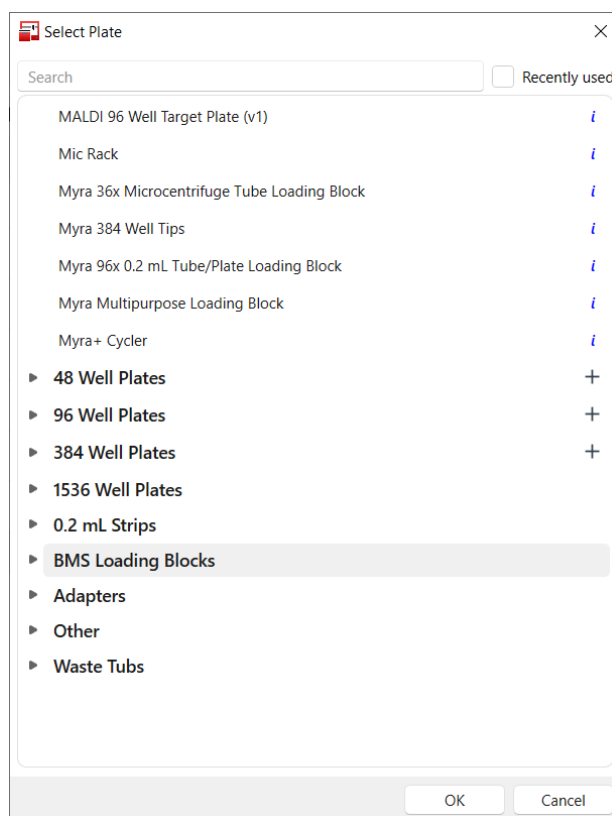 Select Plate
Search
Recently used
MALDI 96 Well Target Plate (v1) i
Mic Rack i
Myra 36x Microcentrifuge Tube Loading Block i
Myra 384 Well Tips i
Myra 96x 0.2 mL Tube/Plate Loading Block i
Myra Multipurpose Loading Block i
Myra+ Cycler i
48 Well Plates +
96 Well Plates +
384 Well Plates +
1536 Well Plates
0.2 mL Strips
BMS Loading Blocks
Adapters
Other
Waste Tubs
OK Cancel